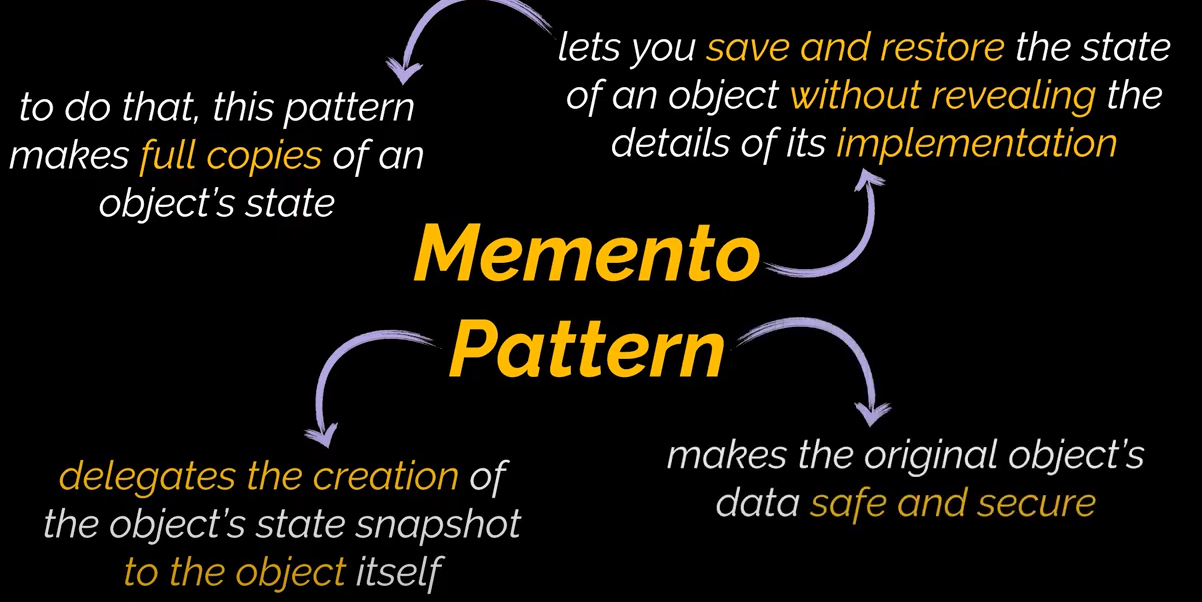 lets you save and restore the state
of an object without revealing the
details of its implementation
to do that, this pattern
makes full copies of an
object's state
Memento
Pattern
delegates the creation of
the object's state snapshot
to the object itself
makes the original object's
data safe and secure